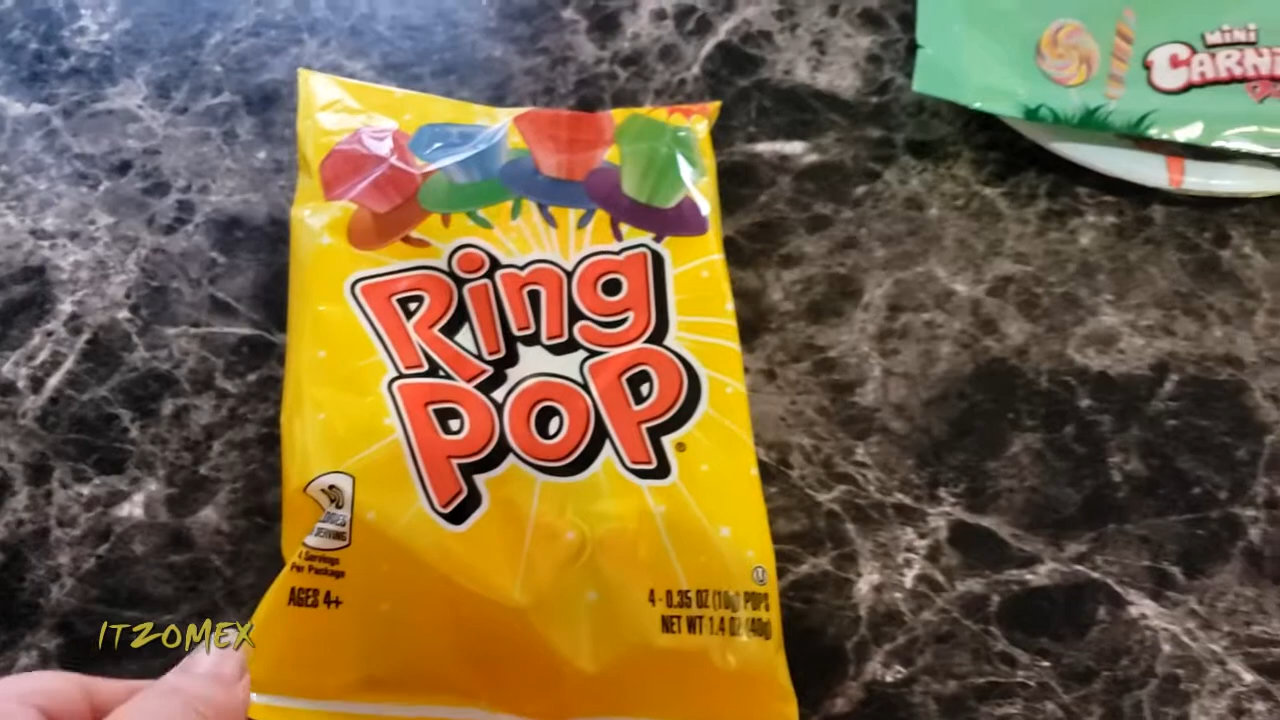 MINI
CARNI
Ring
POP
®
4 Servings
Per Package
AGES 4+
4 - 0.35 OZ (10g) POPS
NET WT 1.4 OZ (40g)
ITZOMEX